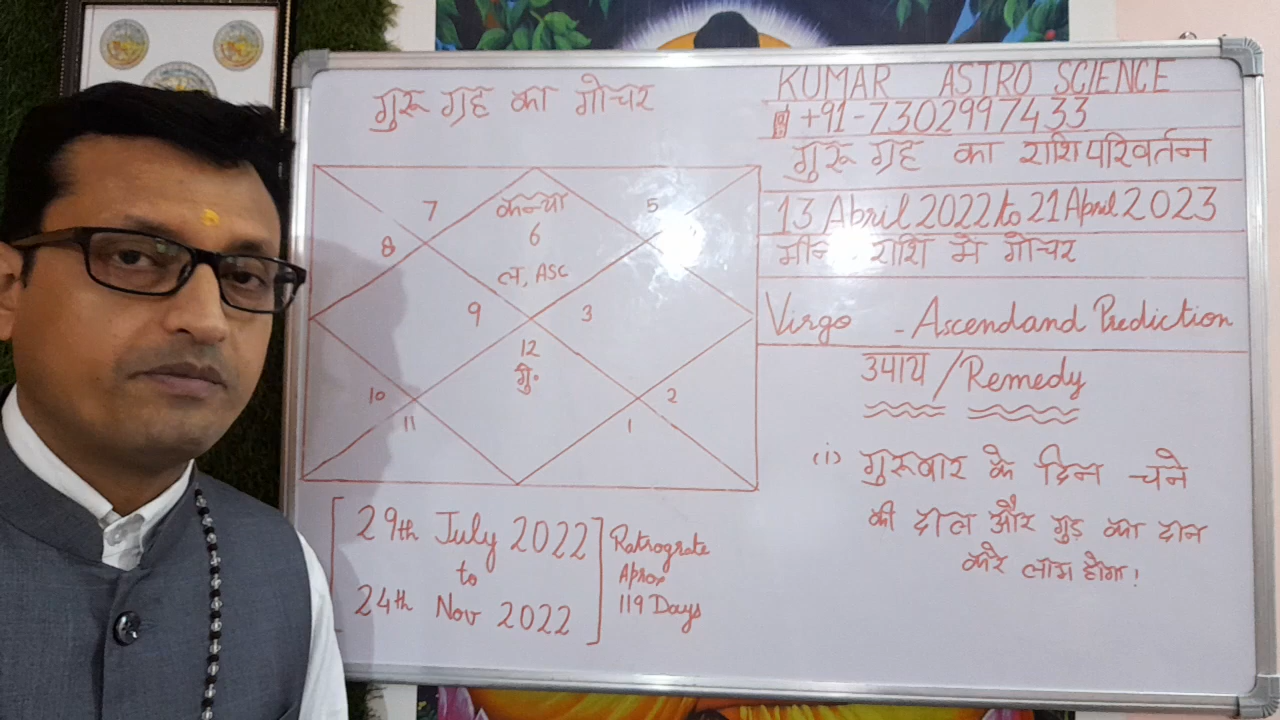 गुरू ग्रह का गोचर
7
कन्या
5
8
6
ल, ASC
9
3
12
गु॰
10
2
11
1
29th July 2022
to
24th Nov 2022
Retrograte
Aprox
119 Days
KUMAR ASTRO SCIENCE
+91-7302997433
गुरू ग्रह का राशि परिवर्तन
13 Abril 2022 to 21 April 2023
मीन राशि में गोचर
Virgo - Ascendand Prediction
उपाय / Remedy
(i) गुरूबार के दिन चने
की दाल और गुड़ का दान
करे लाभ होगा!